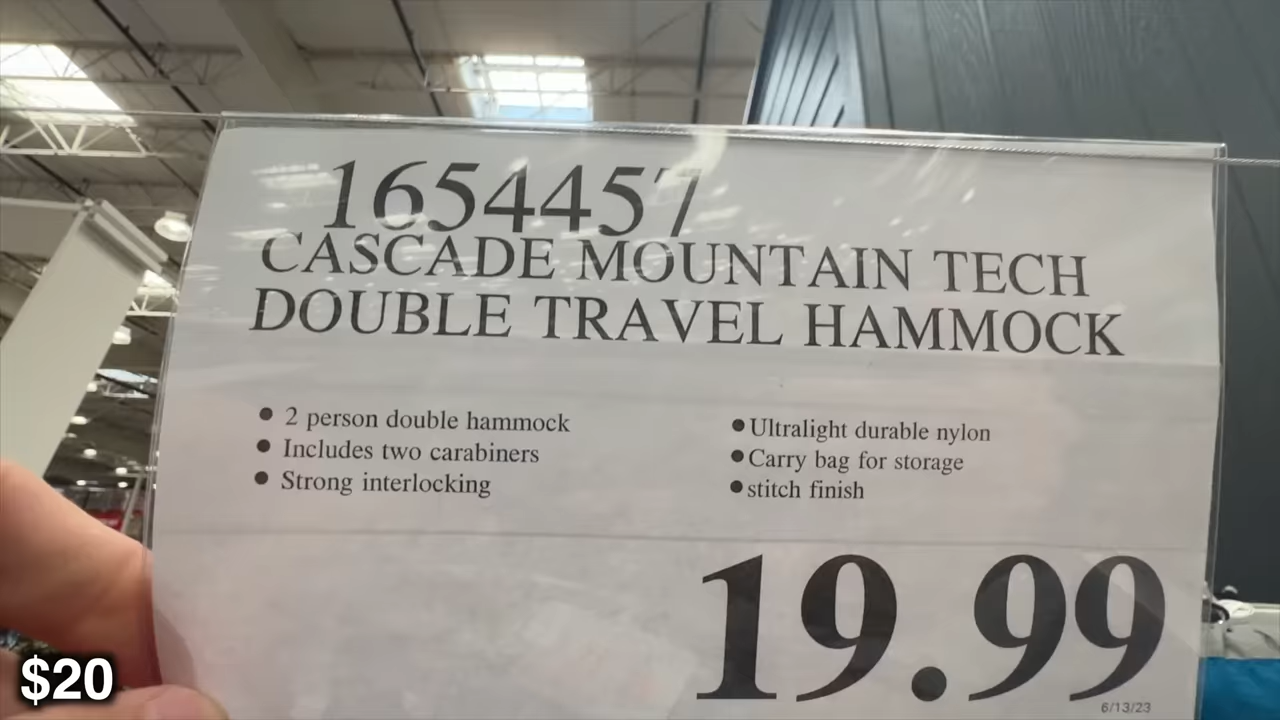 1654457
CASCADE MOUNTAIN TECH
DOUBLE TRAVEL HAMMOCK
● 2 person double hammock
● Includes two carabiners
● Strong interlocking
● Ultralight durable nylon
● Carry bag for storage
● stitch finish
19.99
6/13/23
$20